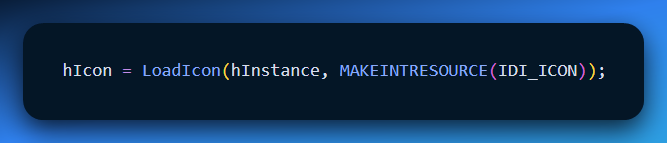 hIcon = LoadIcon(hInstance, MAKEINTRESOURCE(IDI_ICON));